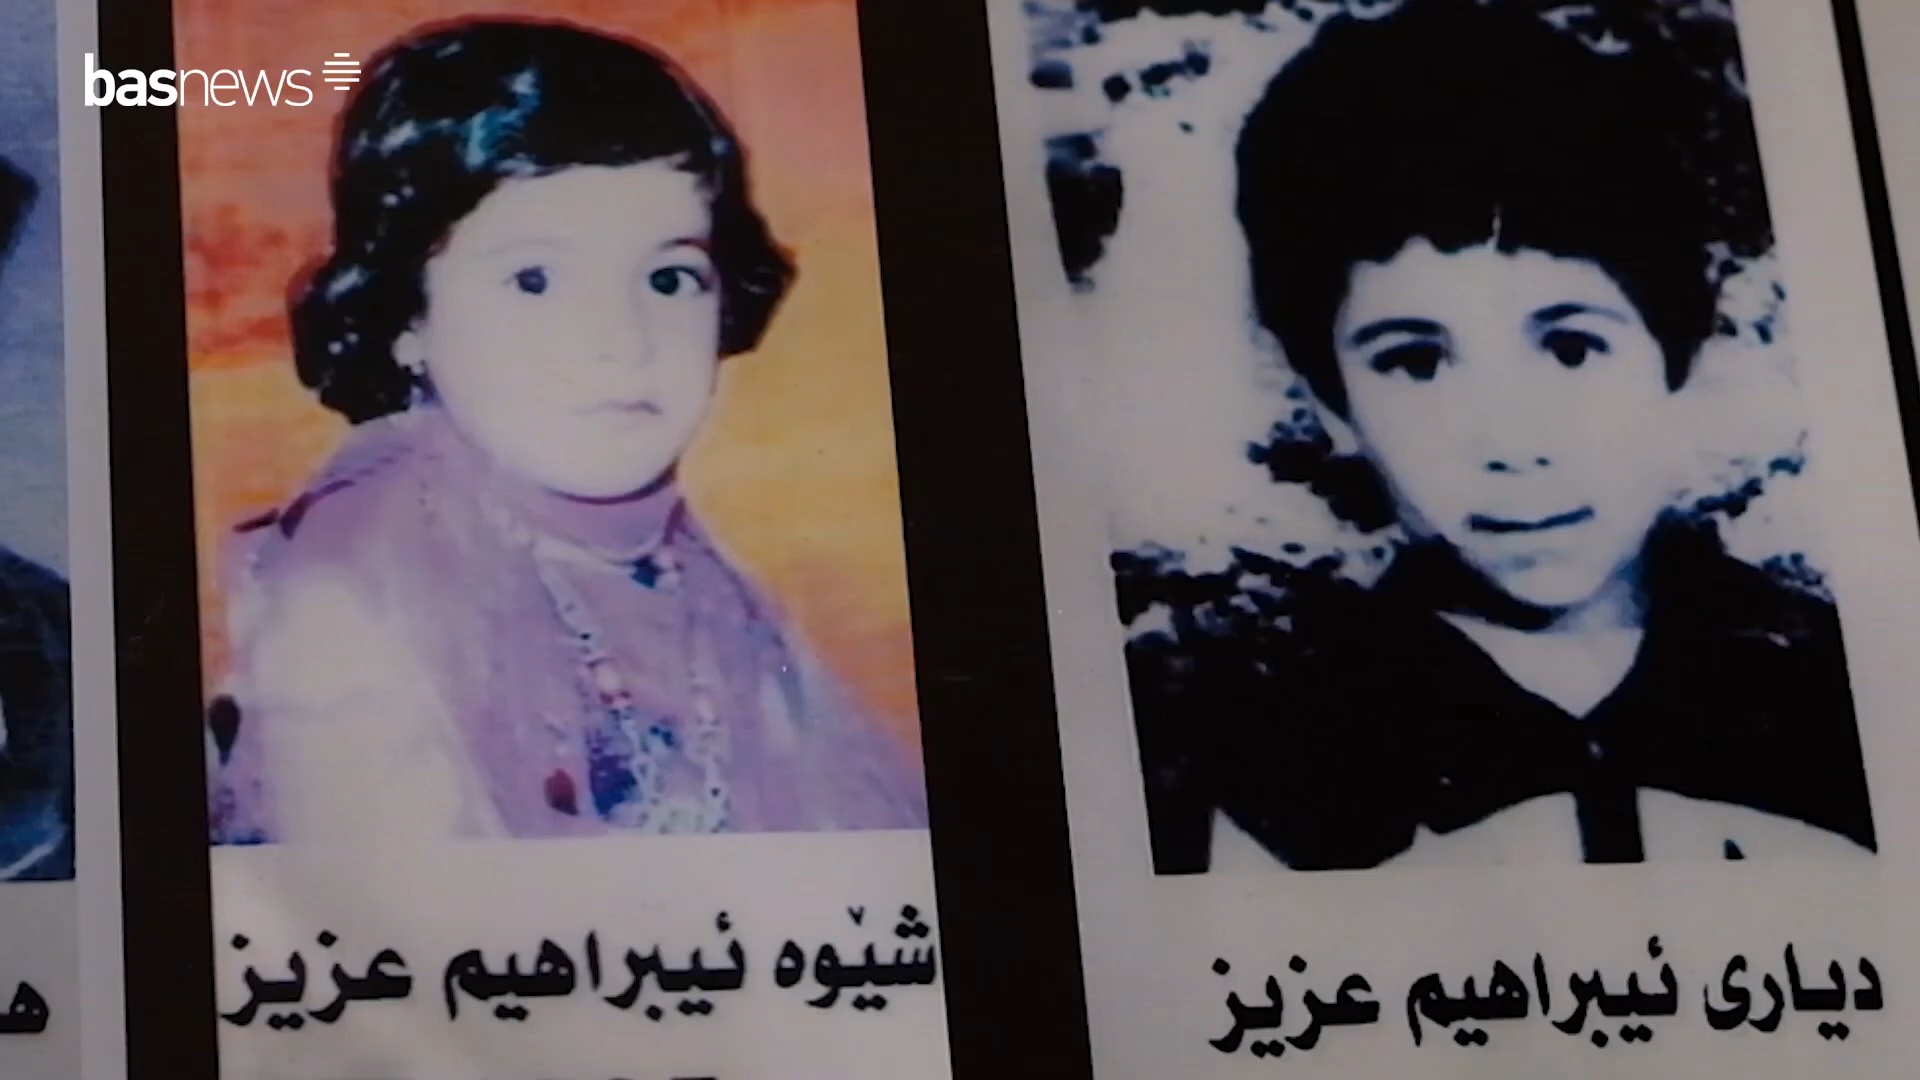 basnews
شێوە ئیبراهیم عزیز
دیاری ئیبراهیم عزیز